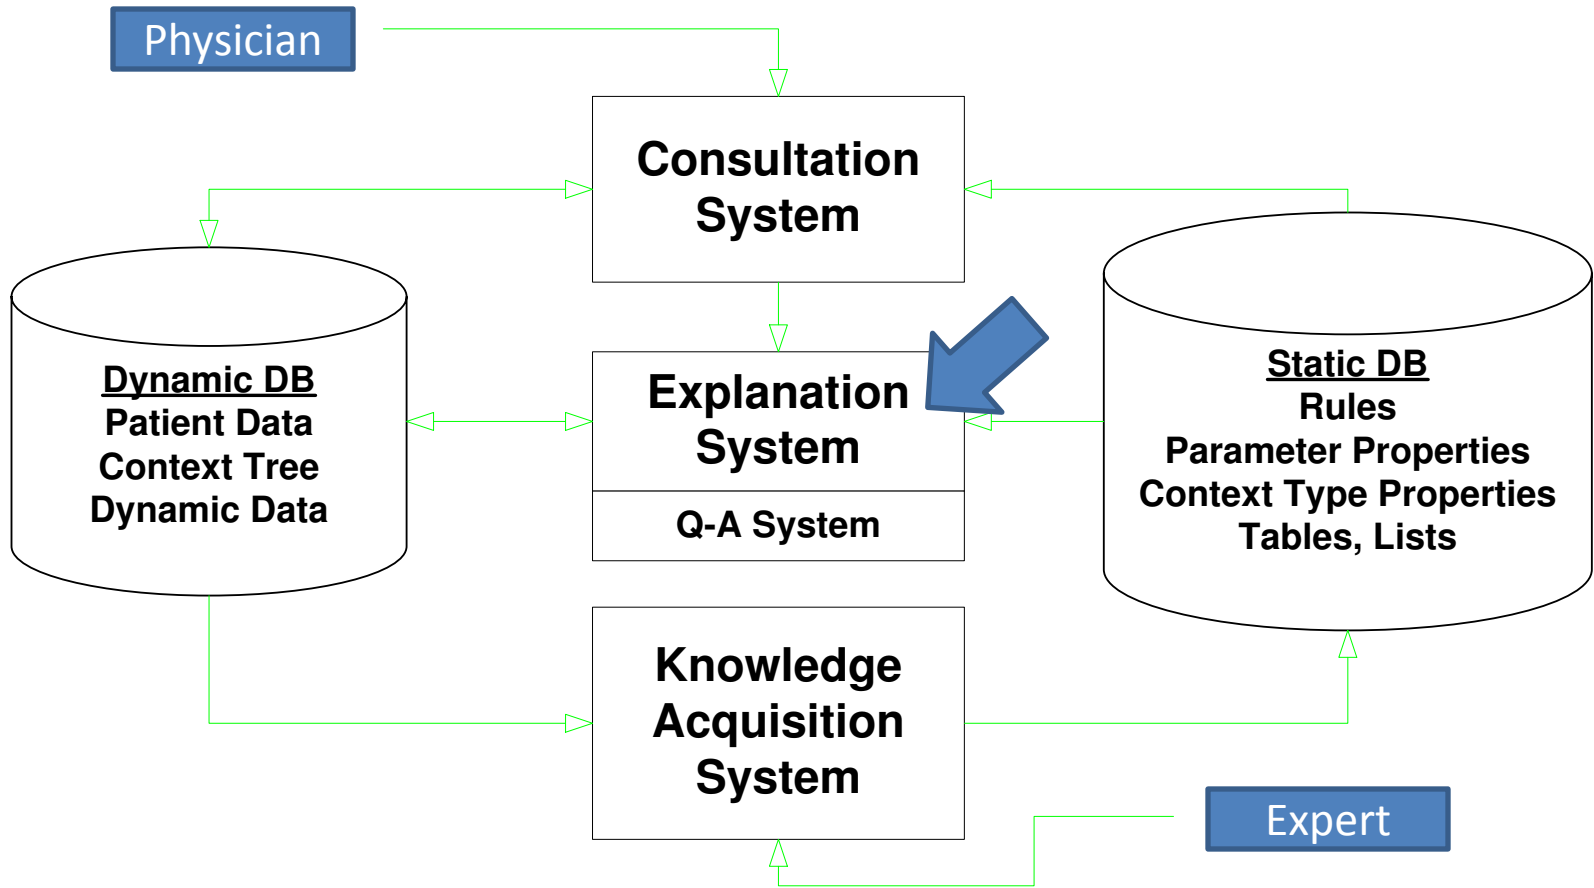 Physician
Consultation
System
Dynamic DB
Patient Data
Context Tree
Dynamic Data
Explanation
System
Q-A System
Static DB
Rules
Parameter Properties
Context Type Properties
Tables, Lists
Knowledge
Acquisition
System
Expert